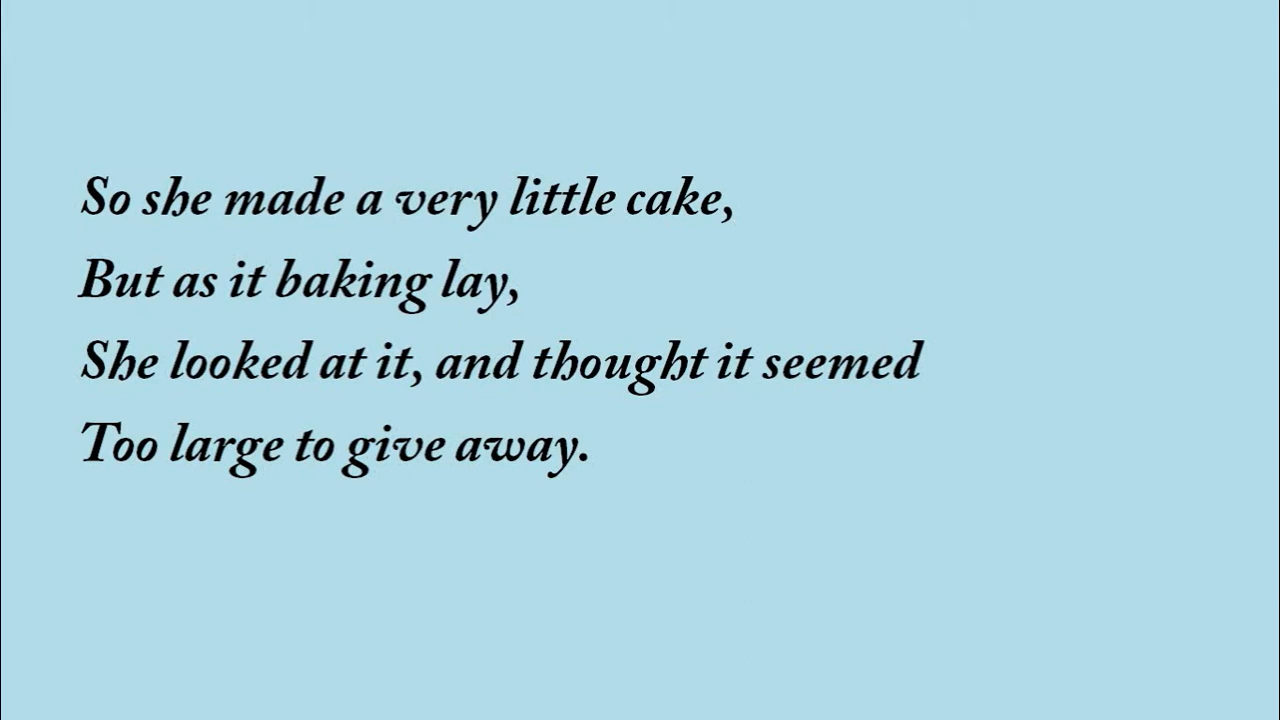 So she made a very little cake,
But as it baking lay,
She looked at it, and thought it seemed
Too large to give away.